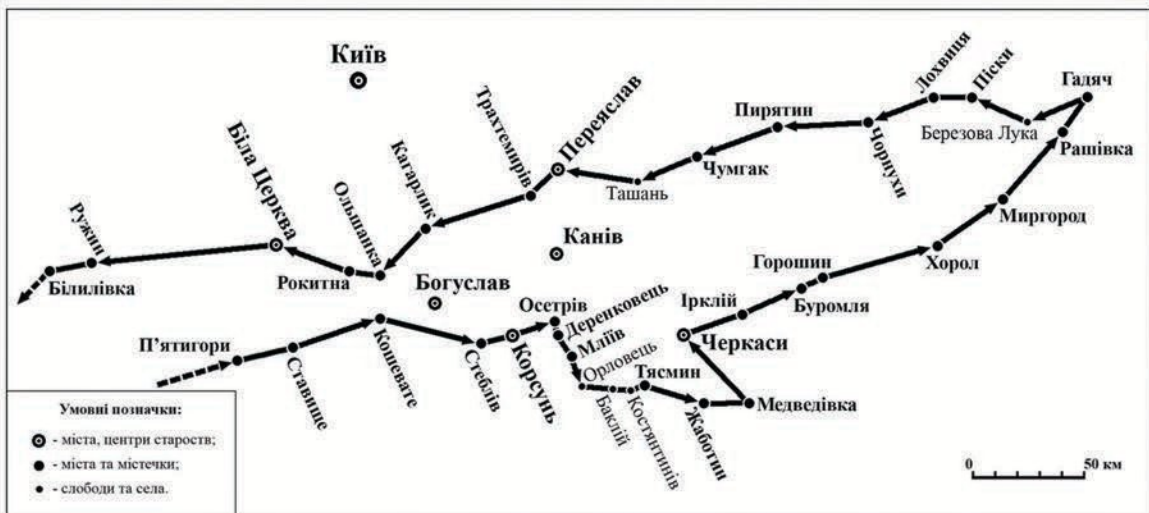 Київ
Лохвиця
Піски
Гадяч
Трахтемирів
Переяслав
Пирятин
Березова Лука
Біла Церква
Кагарлик
Чорнухи
Рашівка
Чумгак
Ташань
Ольшанка
Миргород
Ружин
Канів
Білилівка
Рокитна
Богуслав
Горошин
Хорол
Осетрів
Ірклій
Буромля
Деренковець
П’ятигори
Мліїв
Черкаси
Ставище
Кошевате
Стеблів
Корсунь
Орловець
Тясмин
Баклій
Костянтинів
Жаботин
Медведівка
Умовні позначки:
- міста, центри староств;
- міста та містечки;
- слободи та села.
0 50 км